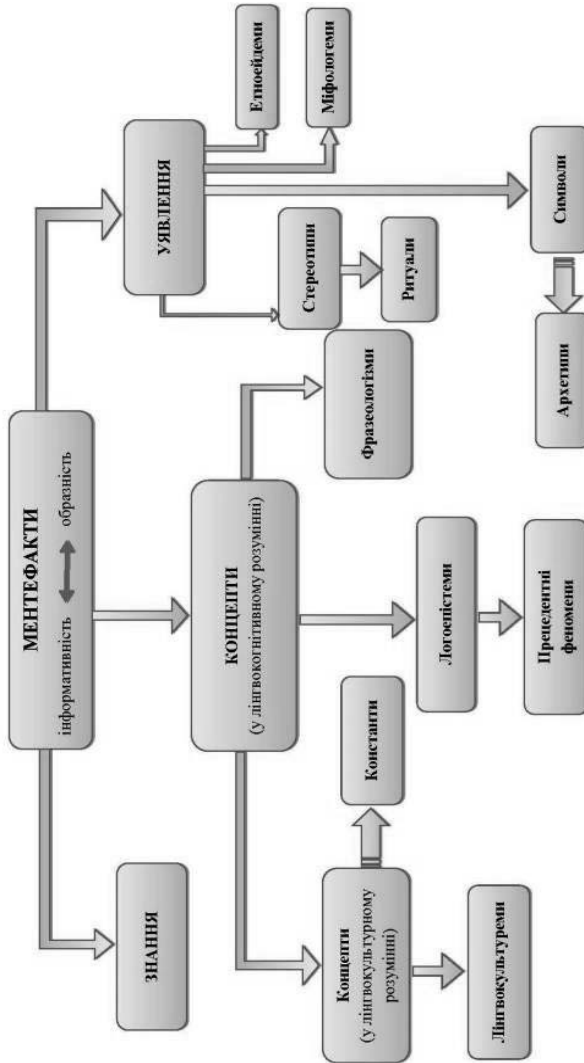 МЕНТЕФАКТИ
інформативність образність
ЗНАННЯ
КОНЦЕПТИ
(у лінгвокогнітивному розумінні)
УЯВЛЕННЯ
Етноейдеми
Міфологеми
Стереотипи
Ритуали
Символи
Архетипи
Фразеологізми
Логоепістеми
Прецедентні
феномени
Концепти
(у лінгвокультурному
розумінні)
Константи
Лінгвокультуреми